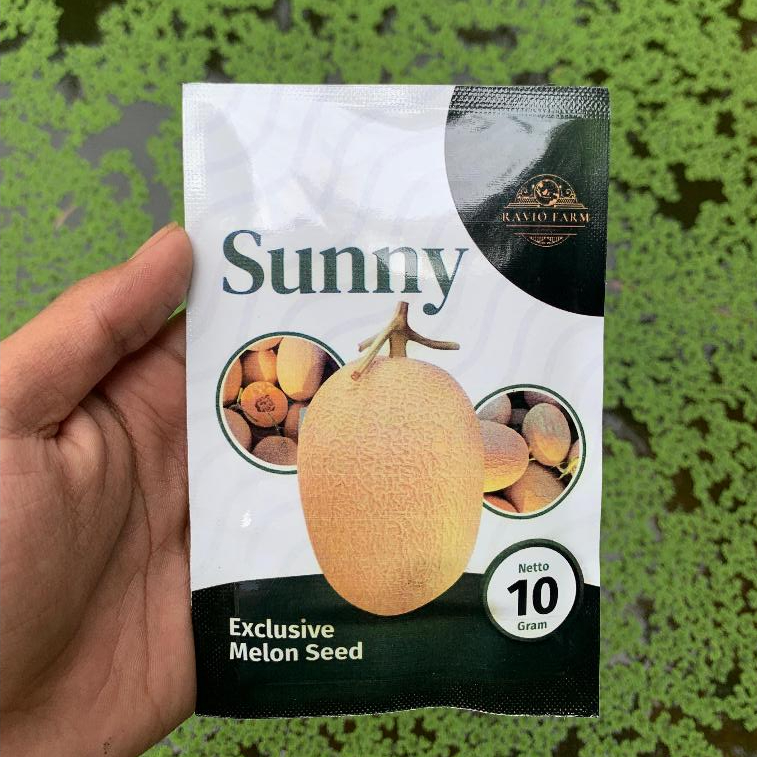 RAVIO FARM
Sunny
Netto
10
Gram
Exclusive
Melon Seed